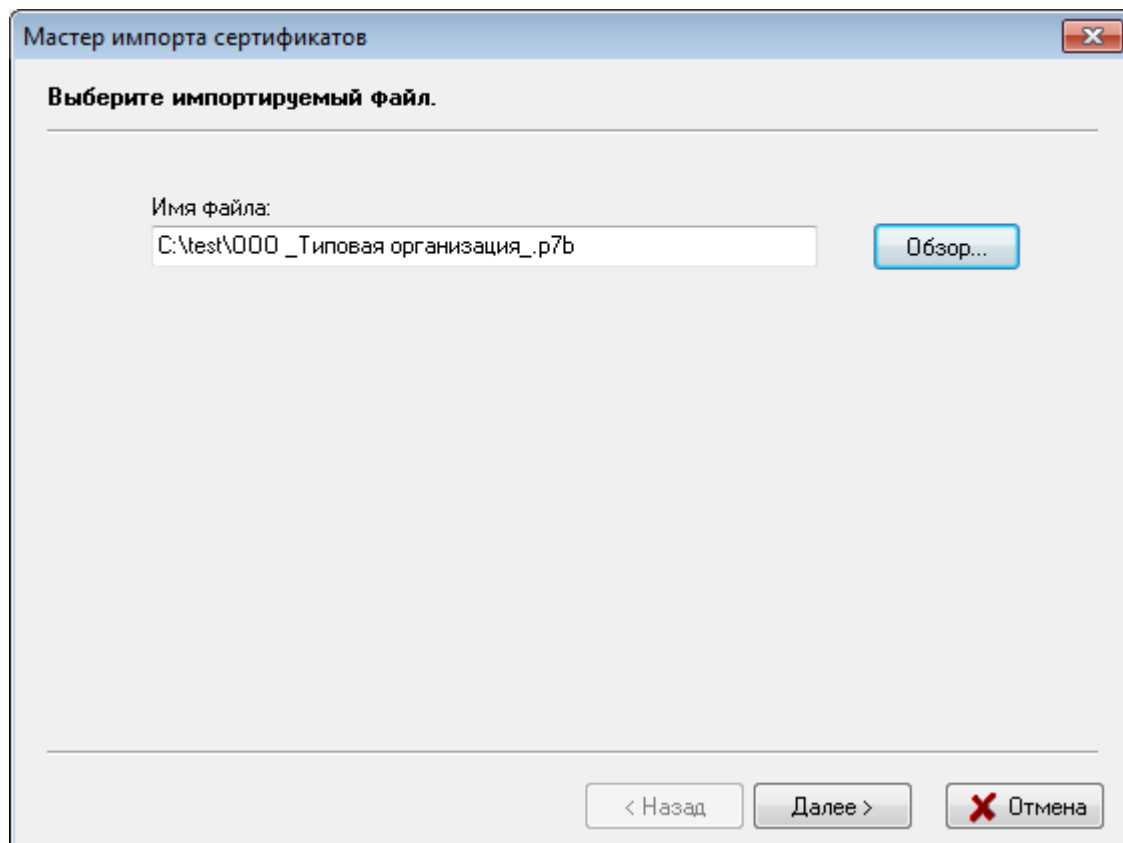 Мастер импорта сертификатов
Выберите импортируемый файл.
Имя файла:
C:\test\ООО _Типовая организация_.p7b
Обзор...
< Назад
Далее >
Отмена